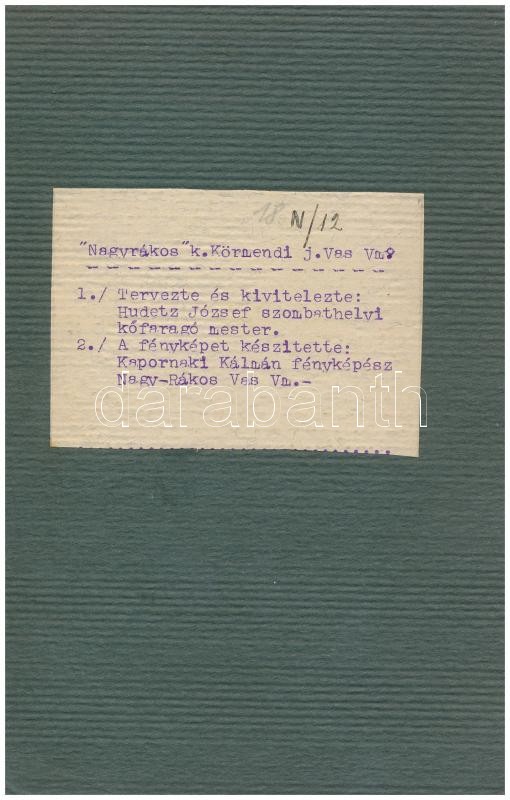 18 N/12
"Nagyrákos"k.Körmendi j.Vas Vm?
1./ Tervezte és kivitelezte:
Hudetz József szombathelyi
kőfaragó mester.
2./ A fényképet készitette:
Kapornaki Kálmán fényképész
Nagy-Rákos Vas Vm.-
darabanth